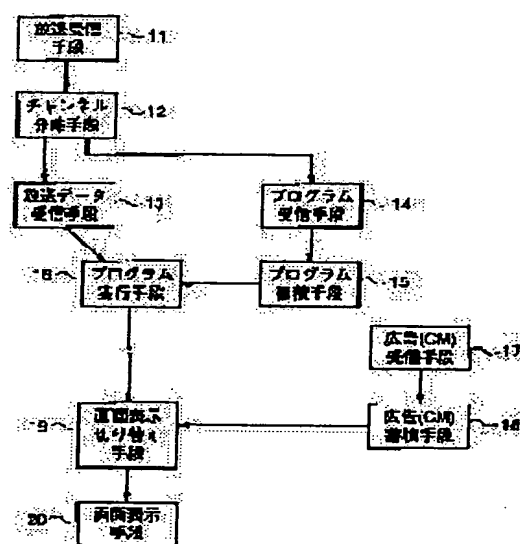 放送受信
手段
11
チャンネル
分離手段
12
放送データ
受信手段
13
プログラム
受信手段
14
プログラム
実行手段
16
プログラム
蓄積手段
15
広告(CM)
受信手段
17
画面表示
切り替え
手段
19
広告(CM)
蓄積手段
18
画面表示
20